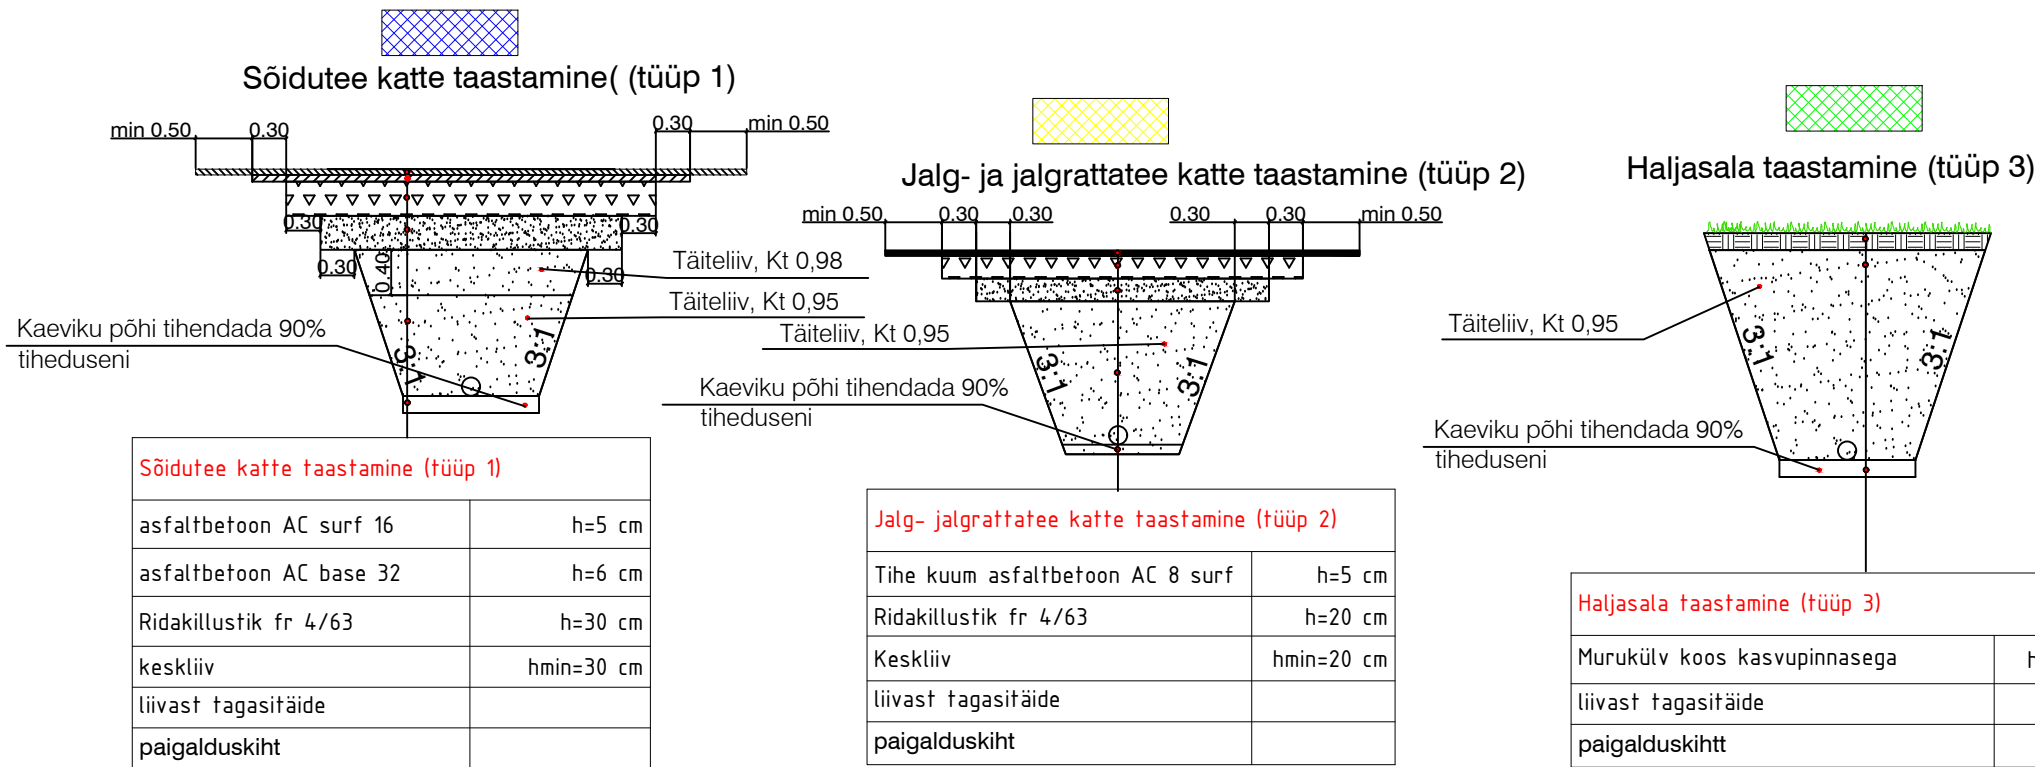 Sõidutee katte taastamine( (tüüp 1)
min 0.50
0.30
0.30
min 0.50
0.30
0.30
0.30
0.40
0.30
Täiteliiv, Kt 0,98
Täiteliiv, Kt 0,95
Kaeviku põhi tihendada 90%
tiheduseni
3:1
3:1
Sõidutee katte taastamine (tüüp 1)
asfaltbetoon AC surf 16 h=5 cm
asfaltbetoon AC base 32 h=6 cm
Ridakillustik fr 4/63 h=30 cm
keskliiv hmin=30 cm
liivast tagasitäide
paigalduskiht
Jalg- ja jalgrattatee katte taastamine (tüüp 2)
min 0.50
0.30
0.30
0.30
0.30
min 0.50
Täiteliiv, Kt 0,95
Kaeviku põhi tihendada 90%
tiheduseni
3:1
3:1
Jalg- jalgrattatee katte taastamine (tüüp 2)
Tihe kuum asfaltbetoon AC 8 surf h=5 cm
Ridakillustik fr 4/63 h=20 cm
Keskliiv hmin=20 cm
liivast tagasitäide
paigalduskiht
Haljasala taastamine (tüüp 3)
Täiteliiv, Kt 0,95
3:1
3:1
Kaeviku põhi tihendada 90%
tiheduseni
Haljasala taastamine (tüüp 3)
Murukülv koos kasvupinnasega
liivast tagasitäide
paigalduskihtt